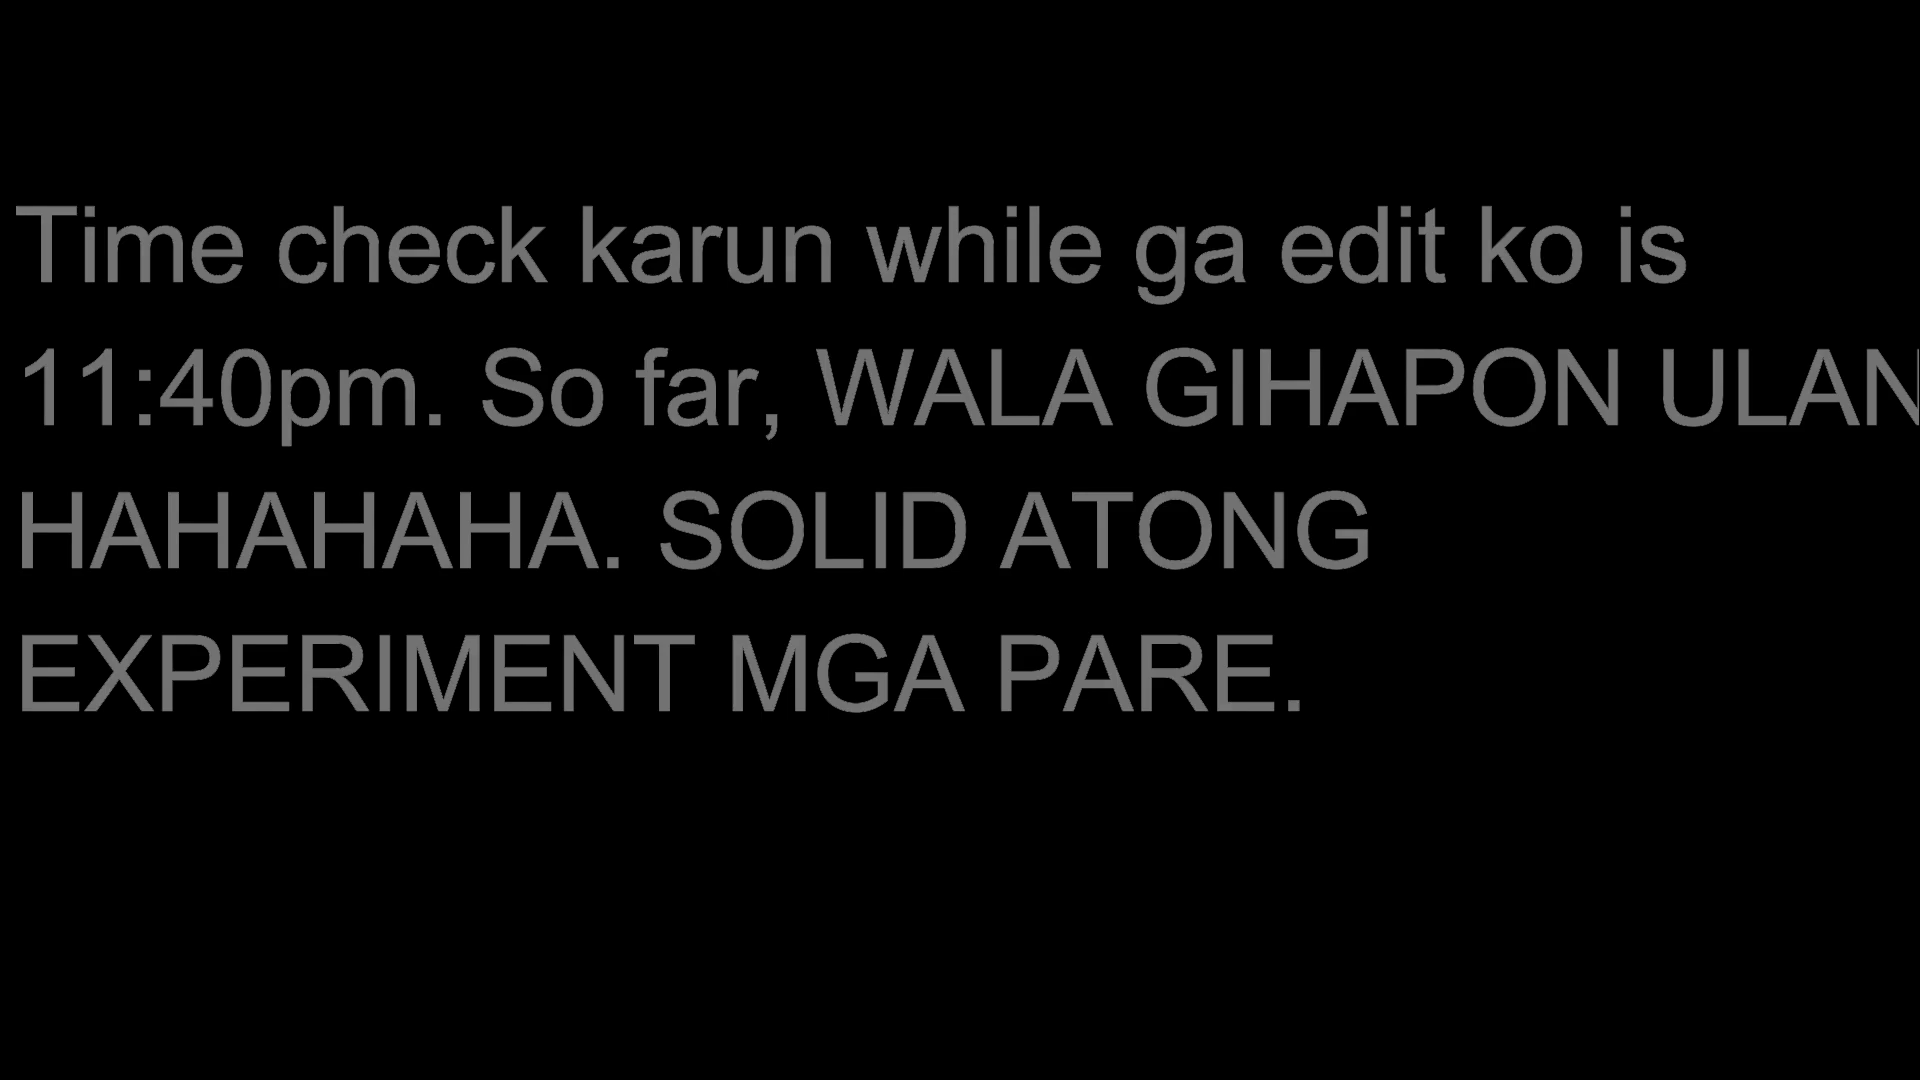 Time check karun while ga edit ko is
11:40pm. So far, WALA GIHAPON ULAN
HAHAHAHA. SOLID ATONG
EXPERIMENT MGA PARE.